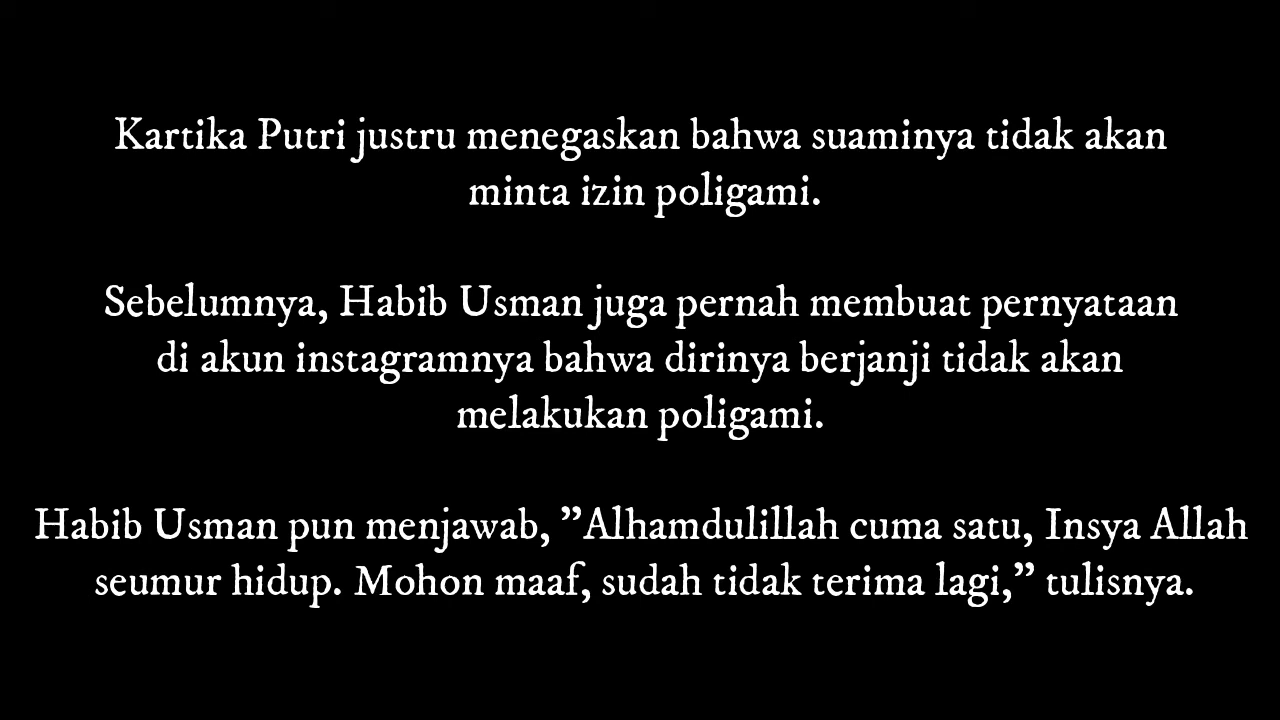 Kartika Putri justru menegaskan bahwa suaminya tidak akan
minta izin poligami.
Sebelumnya, Habib Usman juga pernah membuat pernyataan
di akun instagramnya bahwa dirinya berjanji tidak akan
melakukan poligami.
Habib Usman pun menjawab, ”Alhamdulillah cuma satu, Insya Allah
seumur hidup. Mohon maaf, sudah tidak terima lagi,” tulisnya.